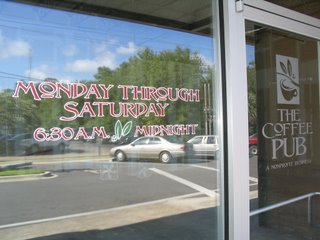 MONDAY THROUGH
SATURDAY
6:30 A.M. MIDNIGHT
THE
COFFEE
PUB
A NONPROFIT BUSINESS